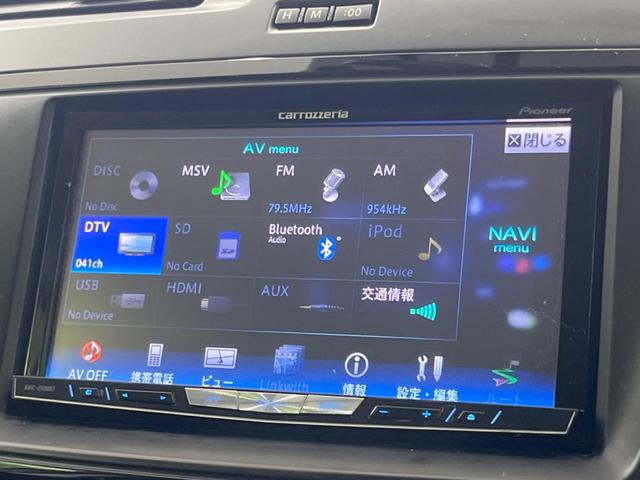 H M :00
carrozzeria
Pioneer
AV menu
閉じる
DISC
No Disc
MSV
FM
79.5MHz
AM
954kHz
DTV
041ch
SD
No Card
Bluetooth
Audio
iPod
No Device
NAVI
menu
USB
No Device
HDMI
AUX
交通情報
AV OFF
携帯電話
ビュー
Linkwith
情報
設定・編集
ルート